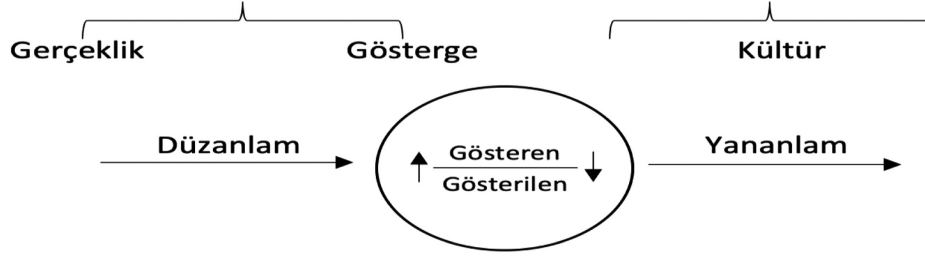 Gerçeklik Gösterge Kültür
Düzanlam Gösteren Yananlam
Gösterilen